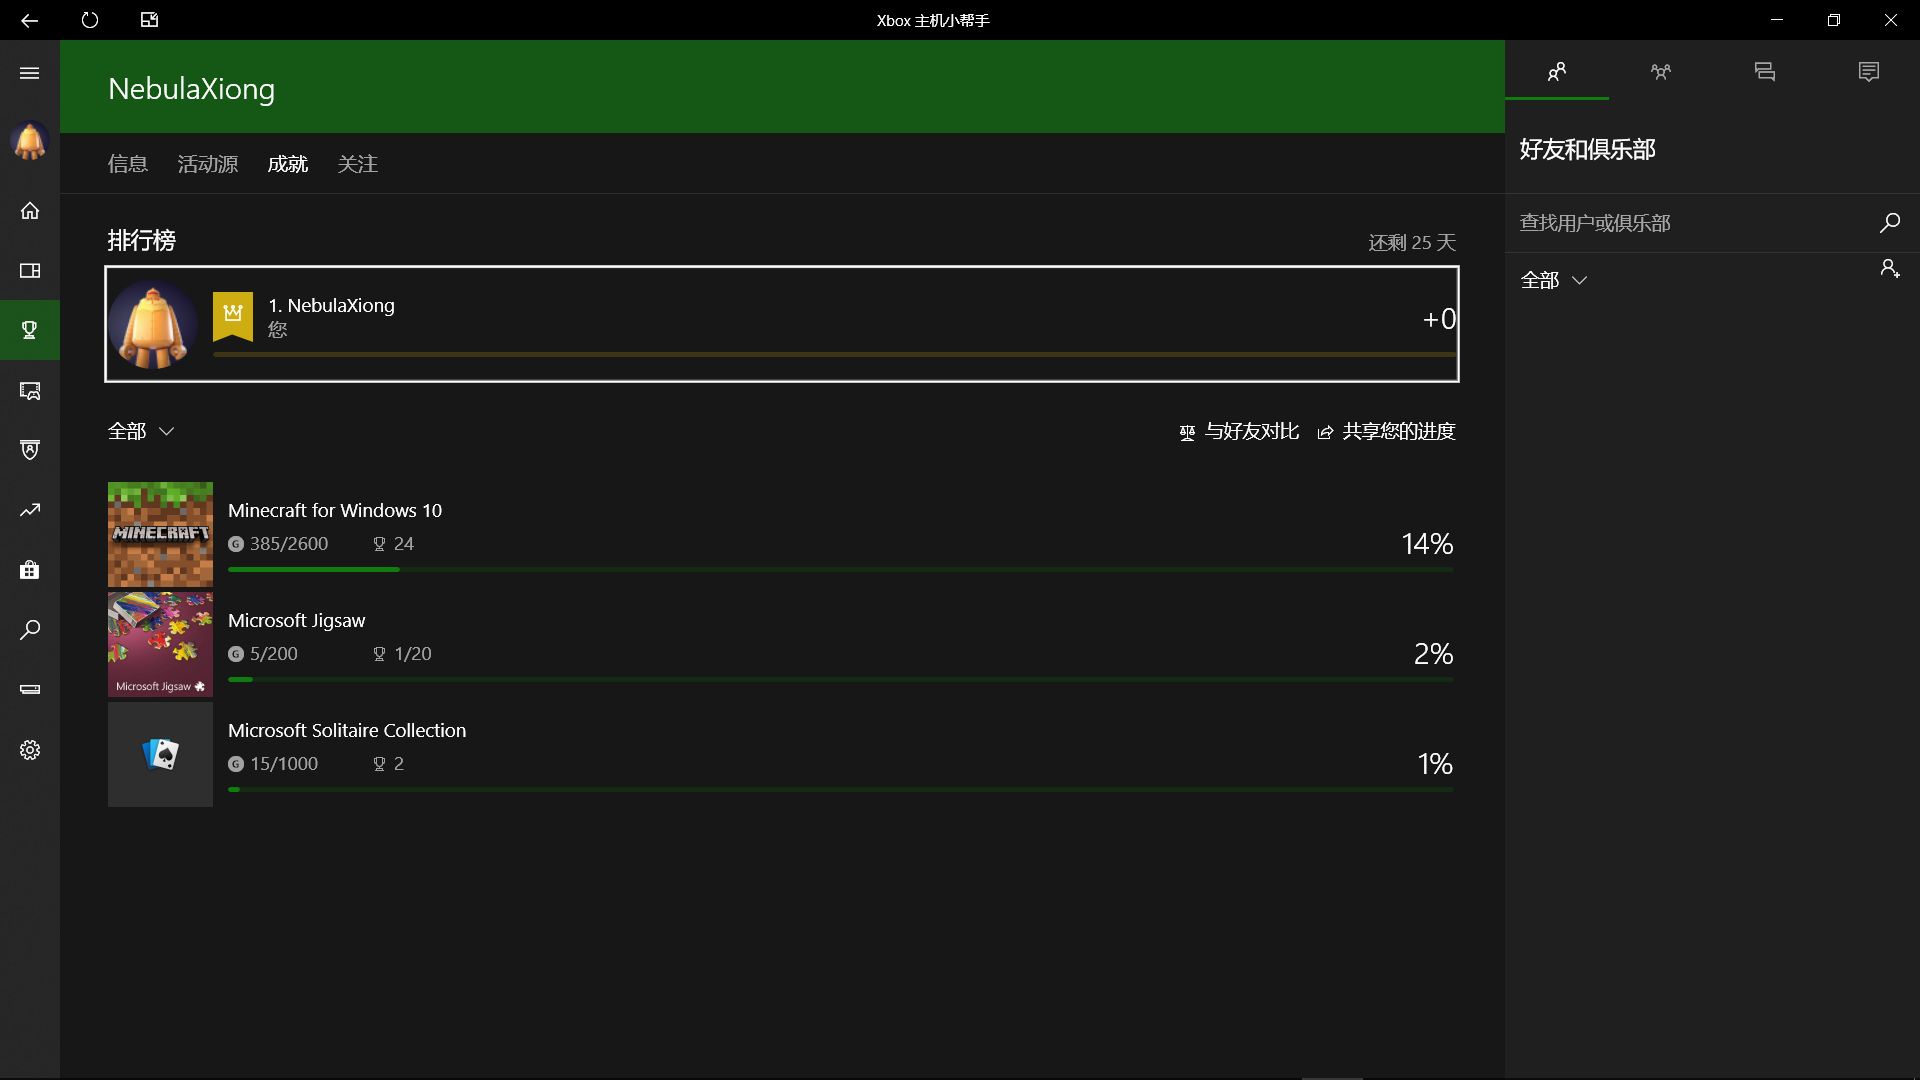 Xbox 主机小帮手
NebulaXiong
信息 活动源 成就 关注
排行榜
还剩 25 天
1. NebulaXiong
您
+0
全部
与好友对比 共享您的进度
MINECRAFT
Minecraft for Windows 10
G 385/2600 24
14%
Microsoft Jigsaw
Microsoft Jigsaw
G 5/200 1/20
2%
Microsoft Solitaire Collection
G 15/1000 2
1%
好友和俱乐部
查找用户或俱乐部
全部